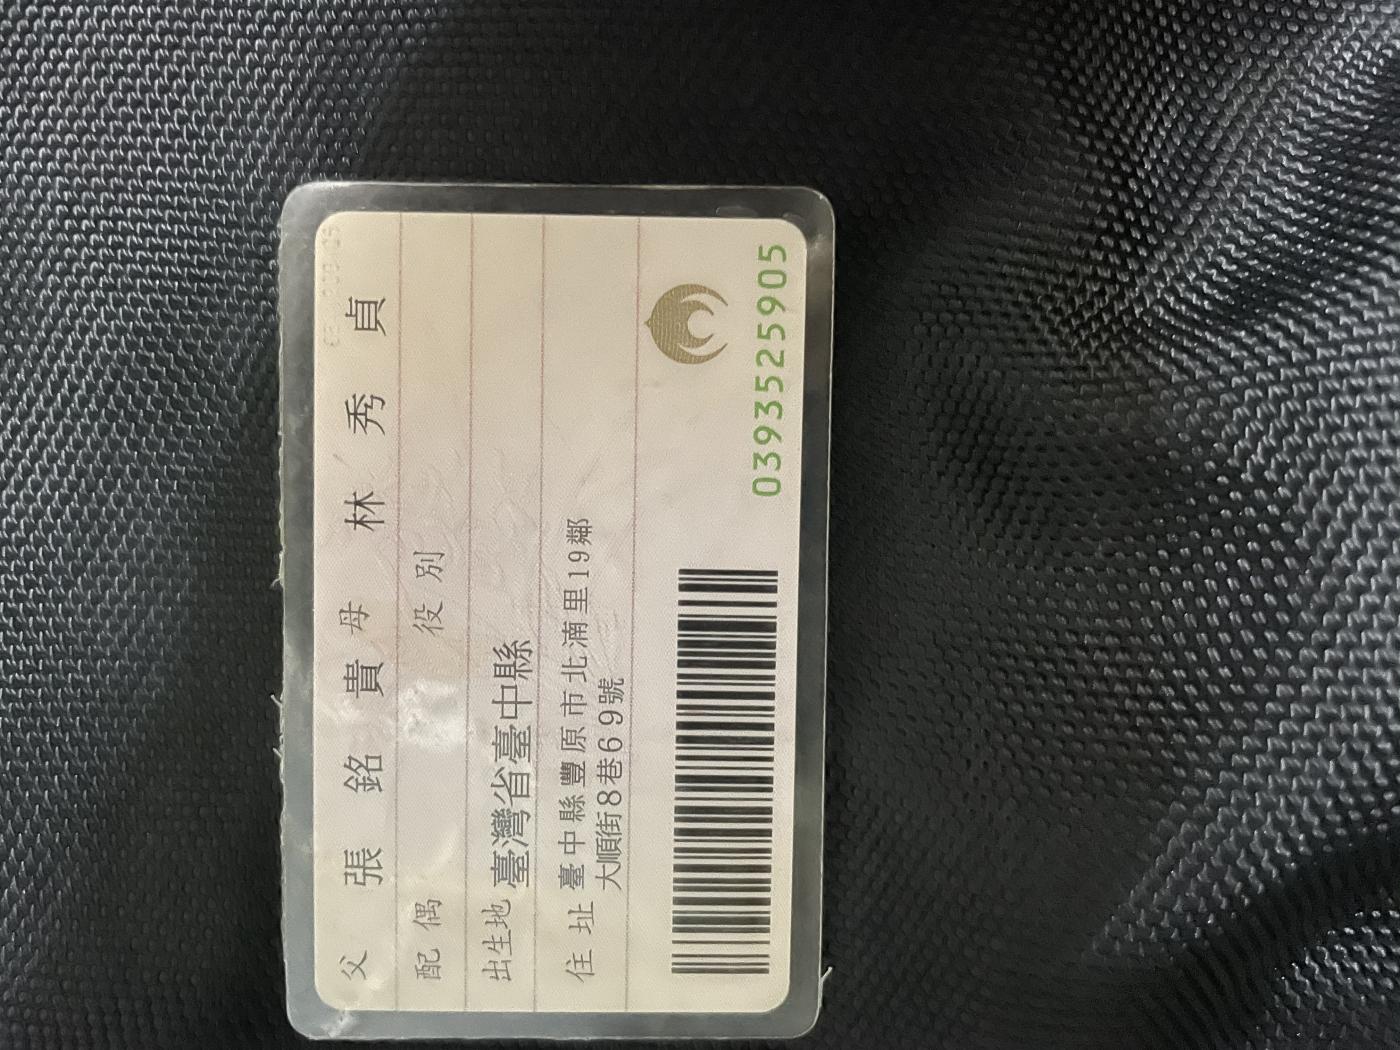 父 張銘貴 母 林秀貞
配偶 役別
出生地 臺灣省臺中縣
住址 臺中縣豐原市北湳里19鄰
大順街8巷69號
0393525905